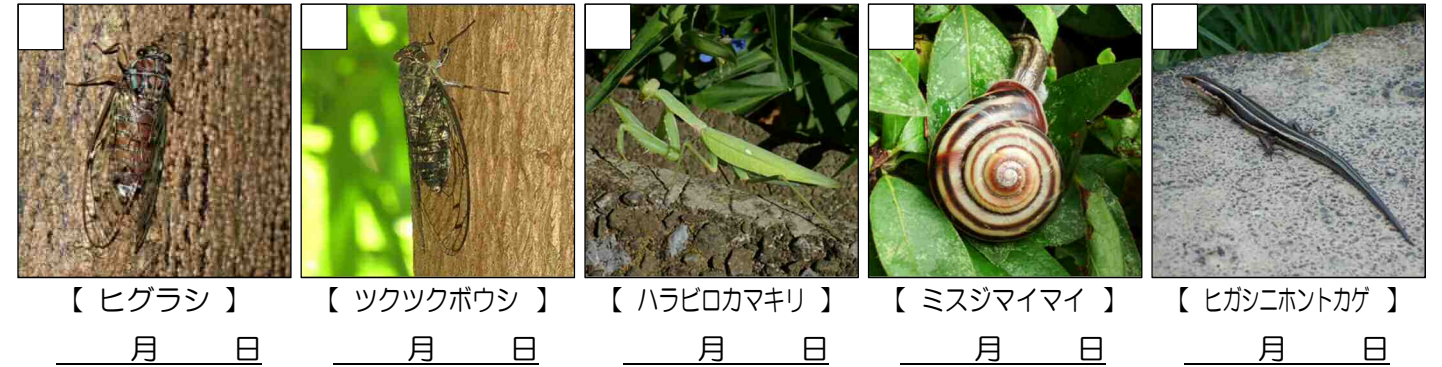 【 ヒグラシ 】 【 ツクツクボウシ 】 【 ハラビロカマキリ 】 【 ミスジマイマイ 】 【 ヒガシニホントカゲ 】
月 日 月 日 月 日 月 日 月 日